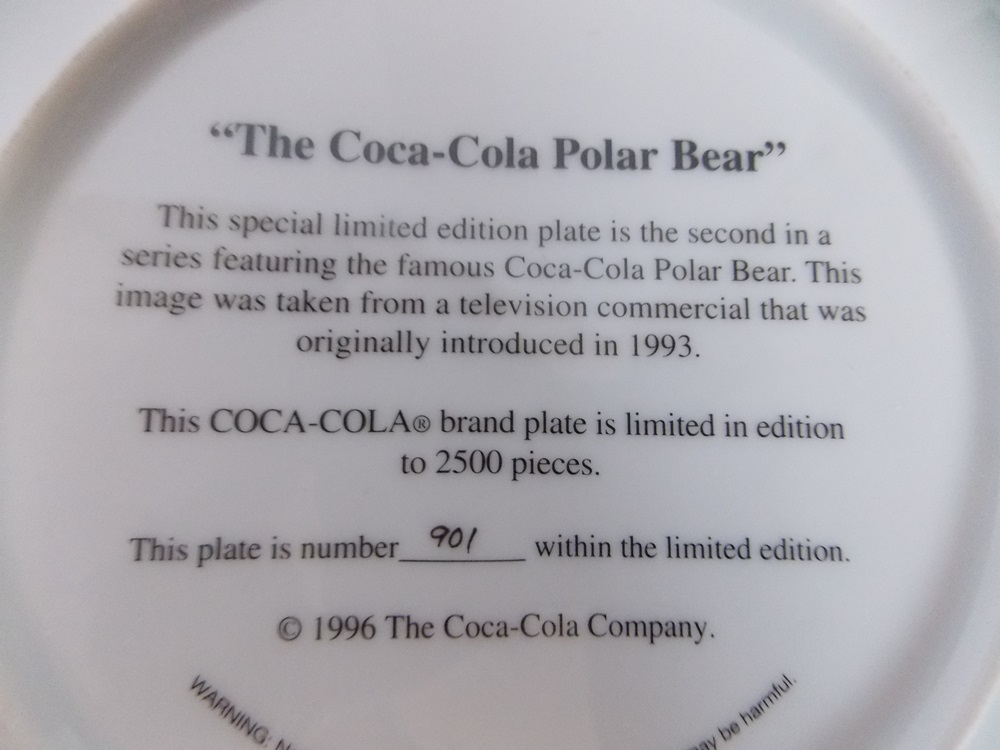 “The Coca-Cola Polar Bear”
This special limited edition plate is the second in a
series featuring the famous Coca-Cola Polar Bear. This
image was taken from a television commercial that was
originally introduced in 1993.
This COCA-COLA® brand plate is limited in edition
to 2500 pieces.
This plate is number 901 within the limited edition.
© 1996 The Coca-Cola Company.
WARNING: be harmful.